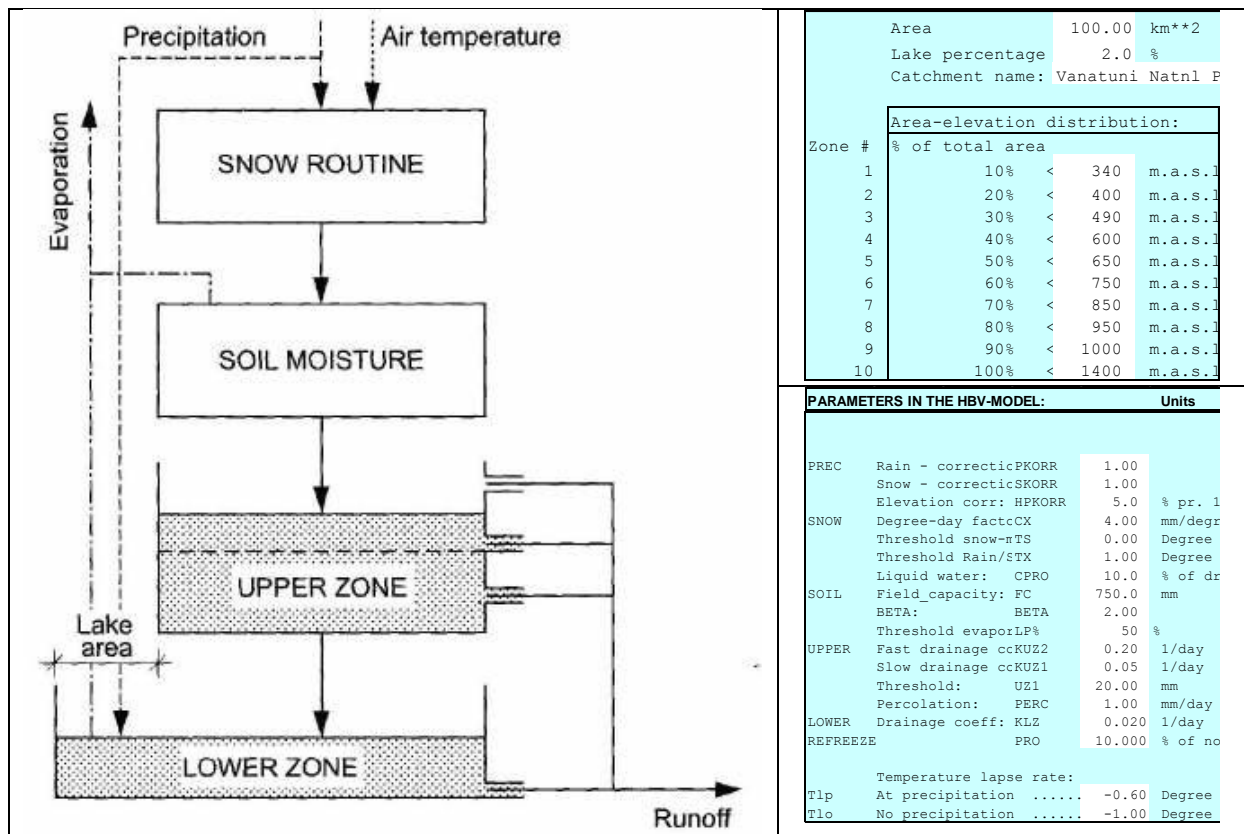 Precipitation
Air temperature
SNOW ROUTINE
Evaporation
SOIL MOISTURE
UPPER ZONE
Lake
area
LOWER ZONE
Runoff
Area 100.00 km**2
Lake percentage 2.0 %
Catchment name: Vanatuni Natnl P
Area-elevation distribution:
Zone # % of total area
1 10% < 340 m.a.s.l
2 20% < 400 m.a.s.l
3 30% < 490 m.a.s.l
4 40% < 600 m.a.s.l
5 50% < 650 m.a.s.l
6 60% < 750 m.a.s.l
7 70% < 850 m.a.s.l
8 80% < 950 m.a.s.l
9 90% < 1000 m.a.s.l
10 100% < 1400 m.a.s.l
PARAMETERS IN THE HBV-MODEL: Units
PREC Rain - correctic PKORR 1.00
Snow - correctic SKORR 1.00
Elevation corr: HPKORR 5.0 % pr. 1
SNOW Degree-day factc CX 4.00 mm/degr
Threshold snow-m TS 0.00 Degree
Threshold Rain/S TX 1.00 Degree
Liquid water: CPRO 10.0 % of dr
SOIL Field_capacity: FC 750.0 mm
BETA: BETA 2.00
Threshold evapor LP% 50 %
UPPER Fast drainage cc KUZ2 0.20 1/day
Slow drainage cc KUZ1 0.05 1/day
Threshold: UZ1 20.00 mm
Percolation: PERC 1.00 mm/day
LOWER Drainage coeff: KLZ 0.020 1/day
REFREEZE PRO 10.000 % of no
Temperature lapse rate:
Tlp At precipitation ...... -0.60 Degree
Tlo No precipitation ...... -1.00 Degree